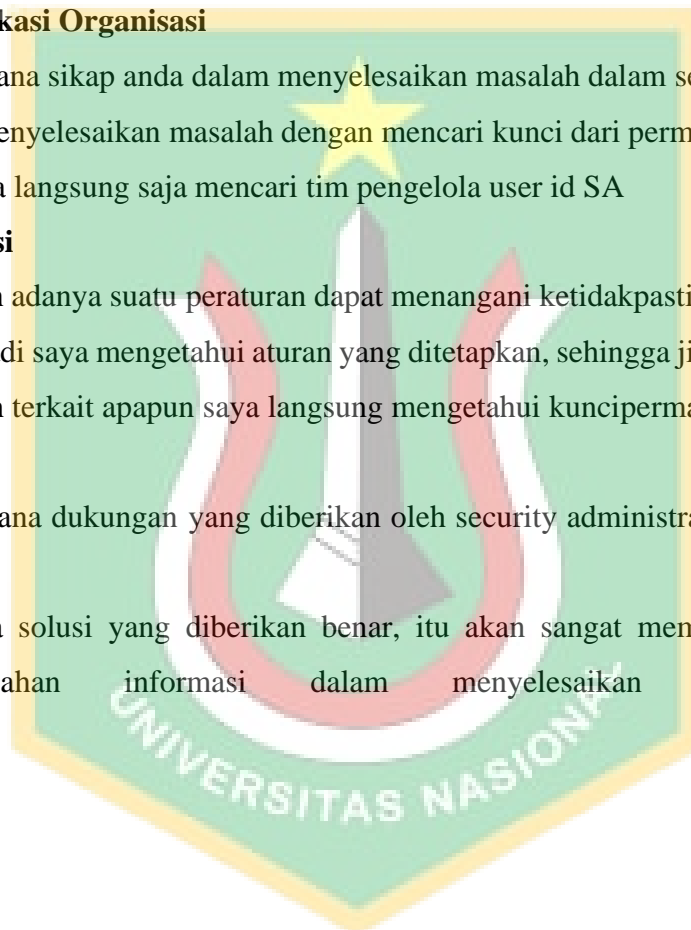 kasi Organisasi
ana sikap anda dalam menyelesaikan masalah dalam se
enyelesaikan masalah dengan mencari kunci dari perm
a langsung saja mencari tim pengelola user id SA
si
n adanya suatu peraturan dapat menangani ketidakpasti
di saya mengetahui aturan yang ditetapkan, sehingga ji
n terkait apapun saya langsung mengetahui kunciperma
ana dukungan yang diberikan oleh security administra
a solusi yang diberikan benar, itu akan sangat mem
ahan informasi dalam menyelesaikan
UNIVERSITAS NASIONAL